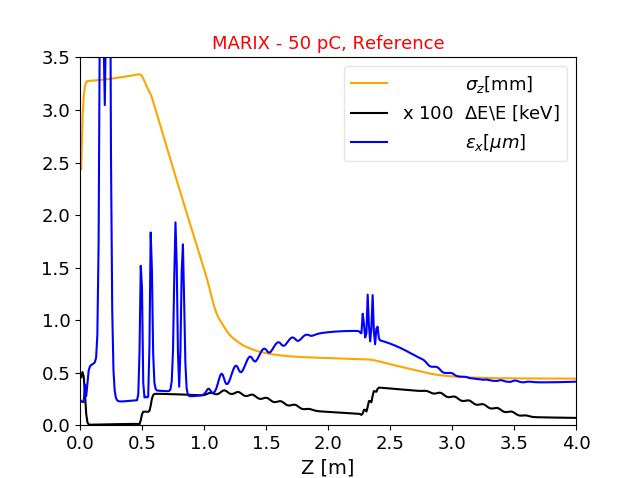 MARIX - 50 pC, Reference
3.5
3.0
2.5
2.0
1.5
1.0
0.5
0.0
σz[mm]
x 100 ΔE\E [keV]
εx[μm]
0.0 0.5 1.0 1.5 2.0 2.5 3.0 3.5 4.0
Z [m]